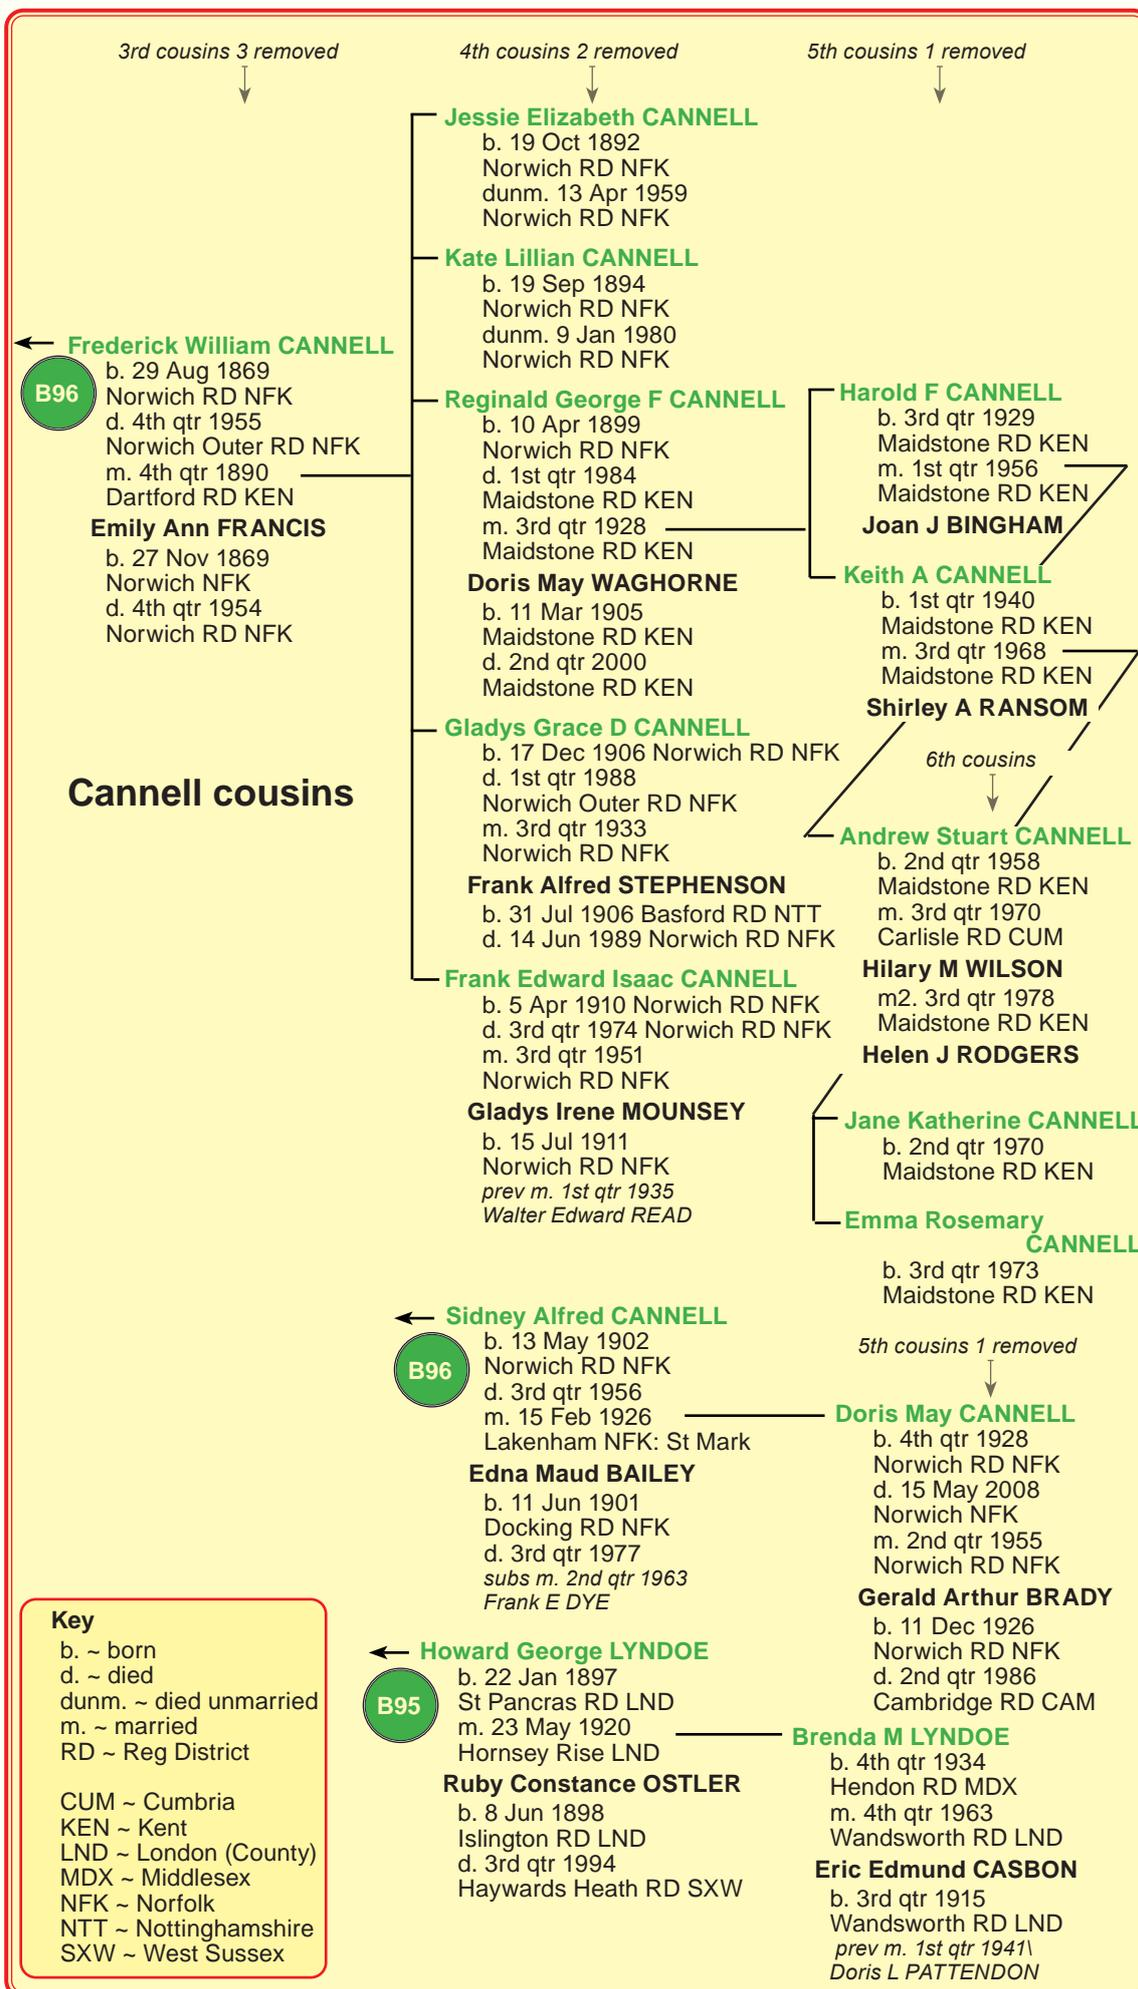 3rd cousins 3 removed
4th cousins 2 removed
5th cousins 1 removed
Frederick William CANNELL
B96
b. 29 Aug 1869
Norwich RD NFK
d. 4th qtr 1955
Norwich Outer RD NFK
m. 4th qtr 1890
Dartford RD KEN
Emily Ann FRANCIS
b. 27 Nov 1869
Norwich NFK
d. 4th qtr 1954
Norwich RD NFK
Cannell cousins
Jessie Elizabeth CANNELL
b. 19 Oct 1892
Norwich RD NFK
dunm. 13 Apr 1959
Norwich RD NFK
Kate Lillian CANNELL
b. 19 Sep 1894
Norwich RD NFK
dunm. 9 Jan 1980
Norwich RD NFK
Reginald George F CANNELL
b. 10 Apr 1899
Norwich RD NFK
d. 1st qtr 1984
Maidstone RD KEN
m. 3rd qtr 1928
Maidstone RD KEN
Doris May WAGHORNE
b. 11 Mar 1905
Maidstone RD KEN
d. 2nd qtr 2000
Maidstone RD KEN
Gladys Grace D CANNELL
b. 17 Dec 1906 Norwich RD NFK
d. 1st qtr 1988
Norwich Outer RD NFK
m. 3rd qtr 1933
Norwich RD NFK
Frank Alfred STEPHENSON
b. 31 Jul 1906 Basford RD NTT
d. 14 Jun 1989 Norwich RD NFK
Frank Edward Isaac CANNELL
b. 5 Apr 1910 Norwich RD NFK
d. 3rd qtr 1974 Norwich RD NFK
m. 3rd qtr 1951
Norwich RD NFK
Gladys Irene MOUNSEY
b. 15 Jul 1911
Norwich RD NFK
prev m. 1st qtr 1935
Walter Edward READ
Harold F CANNELL
b. 3rd qtr 1929
Maidstone RD KEN
m. 1st qtr 1956
Maidstone RD KEN
Joan J BINGHAM
Keith A CANNELL
b. 1st qtr 1940
Maidstone RD KEN
m. 3rd qtr 1968
Maidstone RD KEN
Shirley A RANSOM
6th cousins
Andrew Stuart CANNELL
b. 2nd qtr 1958
Maidstone RD KEN
m. 3rd qtr 1970
Carlisle RD CUM
Hilary M WILSON
m2. 3rd qtr 1978
Maidstone RD KEN
Helen J RODGERS
Jane Katherine CANNELL
b. 2nd qtr 1970
Maidstone RD KEN
Emma Rosemary
CANNELL
b. 3rd qtr 1973
Maidstone RD KEN
Sidney Alfred CANNELL
B96
b. 13 May 1902
Norwich RD NFK
d. 3rd qtr 1956
m. 15 Feb 1926
Lakenham NFK: St Mark
Edna Maud BAILEY
b. 11 Jun 1901
Docking RD NFK
d. 3rd qtr 1977
subs m. 2nd qtr 1963
Frank E DYE
5th cousins 1 removed
Doris May CANNELL
b. 4th qtr 1928
Norwich RD NFK
d. 15 May 2008
Norwich NFK
m. 2nd qtr 1955
Norwich RD NFK
Gerald Arthur BRADY
b. 11 Dec 1926
Norwich RD NFK
d. 2nd qtr 1986
Cambridge RD CAM
Howard George LYNDOE
B95
b. 22 Jan 1897
St Pancras RD LND
m. 23 May 1920
Hornsey Rise LND
Ruby Constance OSTLER
b. 8 Jun 1898
Islington RD LND
d. 3rd qtr 1994
Haywards Heath RD SXW
Brenda M LYNDOE
b. 4th qtr 1934
Hendon RD MDX
m. 4th qtr 1963
Wandsworth RD LND
Eric Edmund CASBON
b. 3rd qtr 1915
Wandsworth RD LND
prev m. 1st qtr 1941\
Doris L PATTENDON
Key
b. ~ born
d. ~ died
dunm. ~ died unmarried
m. ~ married
RD ~ Reg District
CUM ~ Cumbria
KEN ~ Kent
LND ~ London (County)
MDX ~ Middlesex
NFK ~ Norfolk
NTT ~ Nottinghamshire
SXW ~ West Sussex